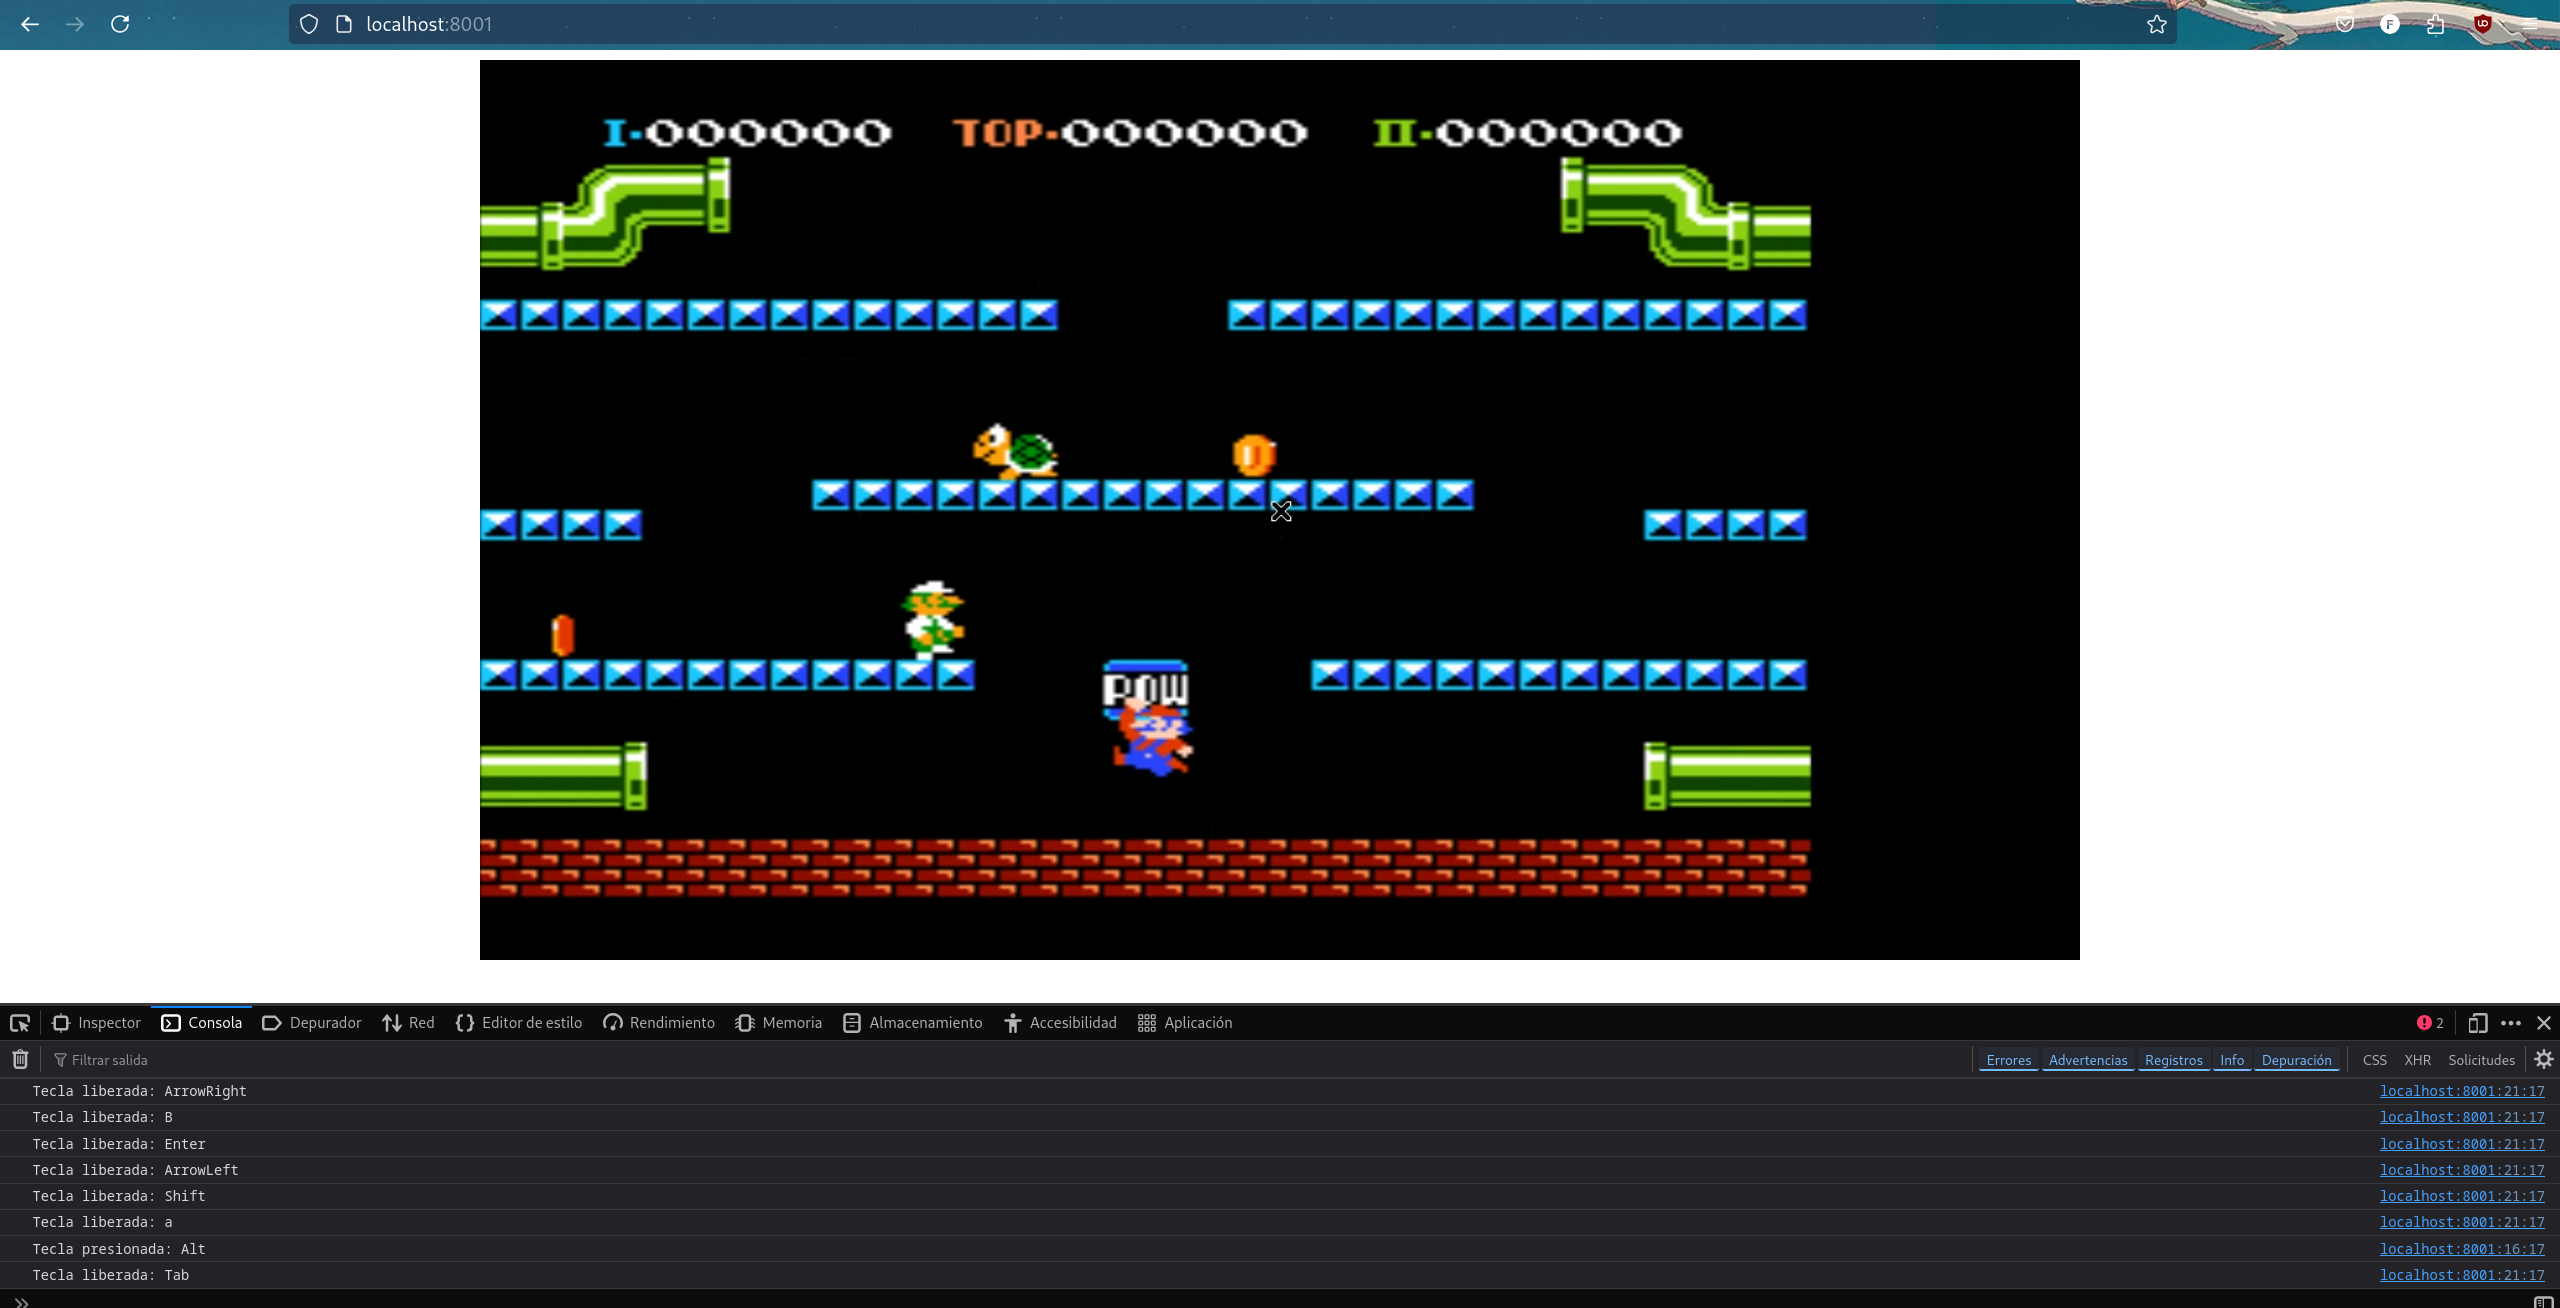 localhost:8001
I-000000 TOP-000000 II-000000
POW
Inspector Consola Depurador Red Editor de estilo Rendimiento Memoria Almacenamiento Accesibilidad Aplicación 2
Filtrar salida Errores Advertencias Registros Info Depuración CSS XHR Solicitudes
Tecla liberada: ArrowRight localhost:8001:21:17
Tecla liberada: B localhost:8001:21:17
Tecla liberada: Enter localhost:8001:21:17
Tecla liberada: ArrowLeft localhost:8001:21:17
Tecla liberada: Shift localhost:8001:21:17
Tecla liberada: a localhost:8001:21:17
Tecla presionada: Alt localhost:8001:16:17
Tecla liberada: Tab localhost:8001:21:17